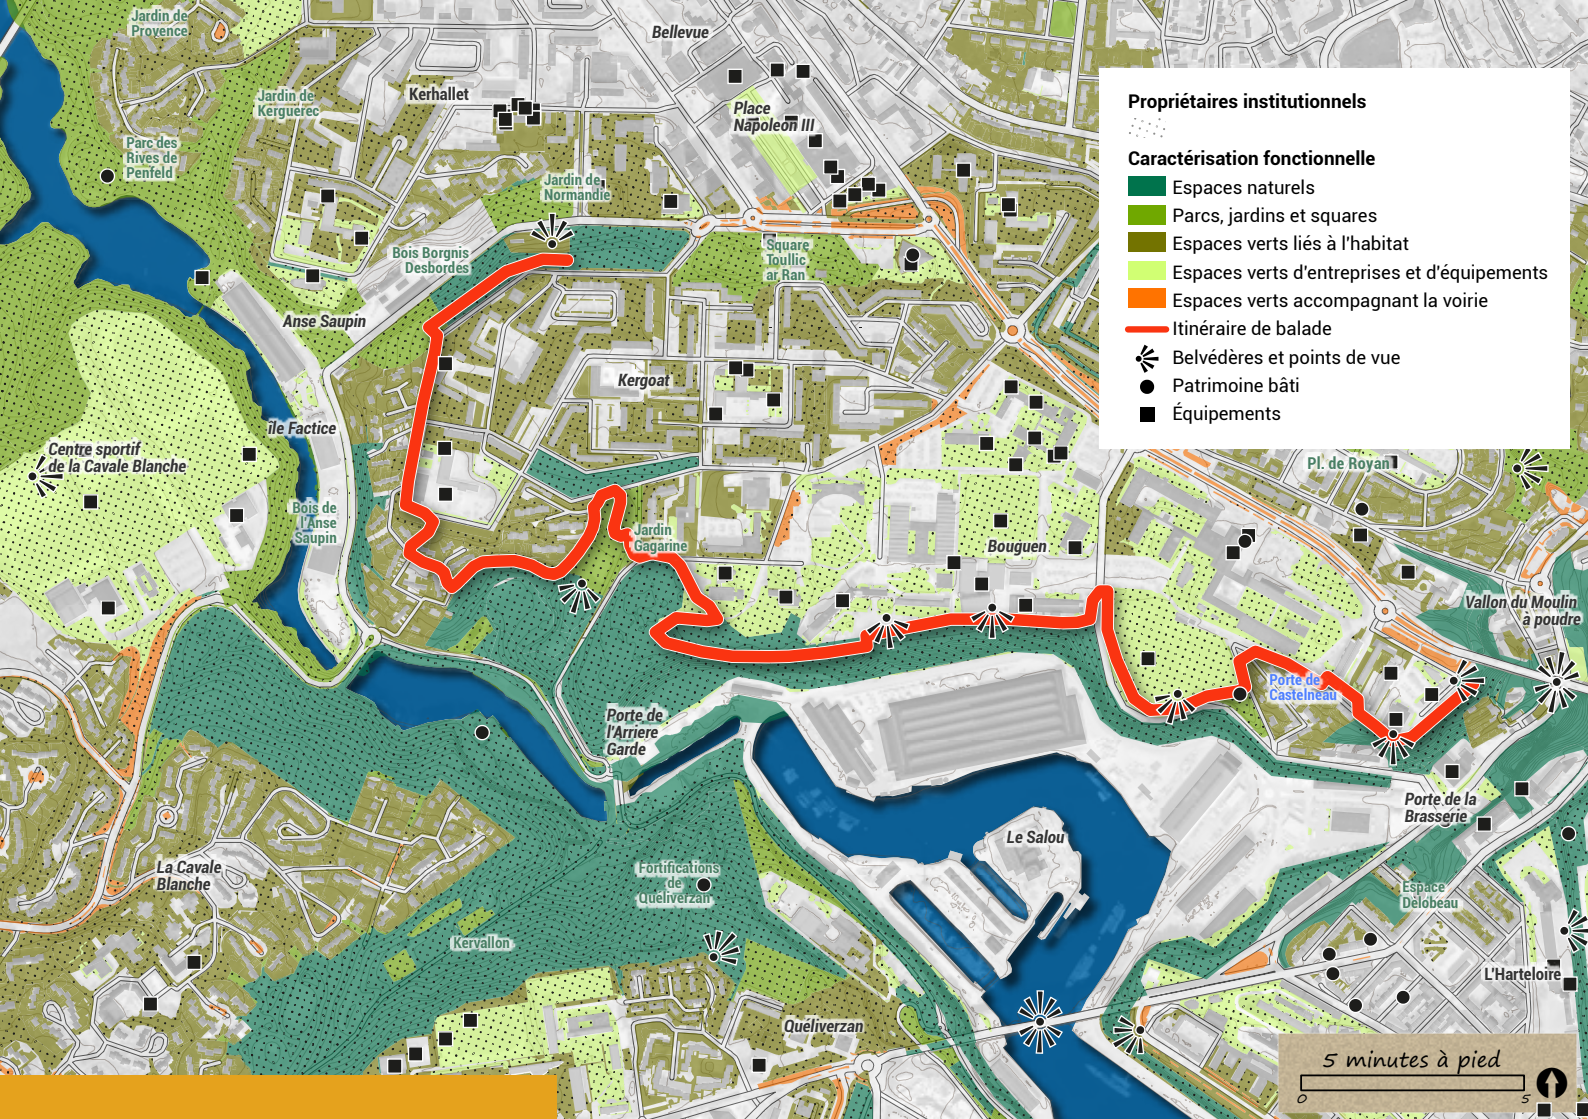 Jardin de
Provence
Bellevue
Jardin de
Kerguérec
Kerhallet
Place
Napoleon III
Parc des
Rives de
Penfeld
Jardin de
Normandie
Bois Borgnis
Desbordes
Square
Toullic
ar Ran
Anse Saupin
Kergoat
île Factice
Centre sportif
de la Cavale Blanche
Bois de
l'Anse
Saupin
Jardin
Gagarine
Bouguen
Pl. de Royan
Vallon du Moulin
à poudre
Porte de
Castelneau
Porte de
l'Arriere
Garde
Porte de la
Brasserie
Le Salou
La Cavale
Blanche
Fortifications
de
Quéliverzan
Espace
Delobeau
Kervallon
L'Harteloire
Quéliverzan
Propriétaires institutionnels
Caractérisation fonctionnelle
Espaces naturels
Parcs, jardins et squares
Espaces verts liés à l'habitat
Espaces verts d'entreprises et d'équipements
Espaces verts accompagnant la voirie
Itinéraire de balade
Belvédères et points de vue
Patrimoine bâti
Équipements
5 minutes à pied
0 5